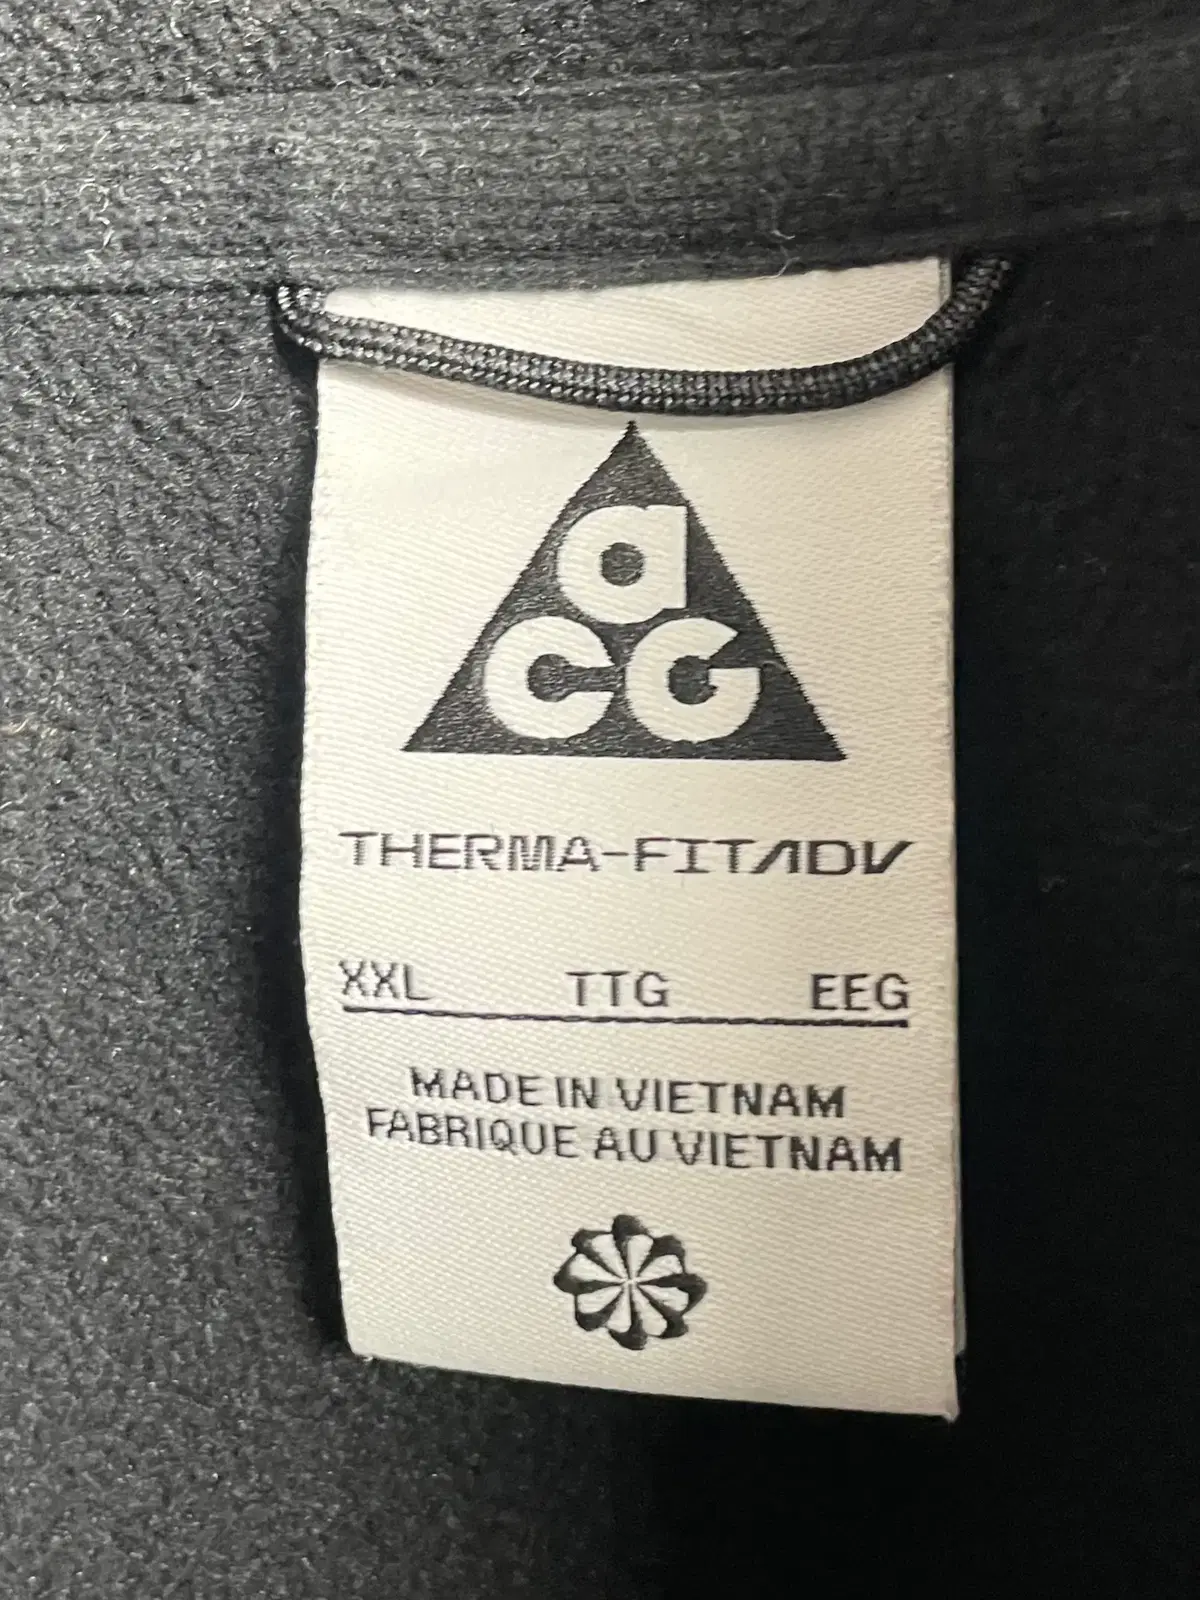 aCG
THERMA-FIT ADV
XXL TTG EEG
MADE IN VIETNAM
FABRIQUE AU VIETNAM